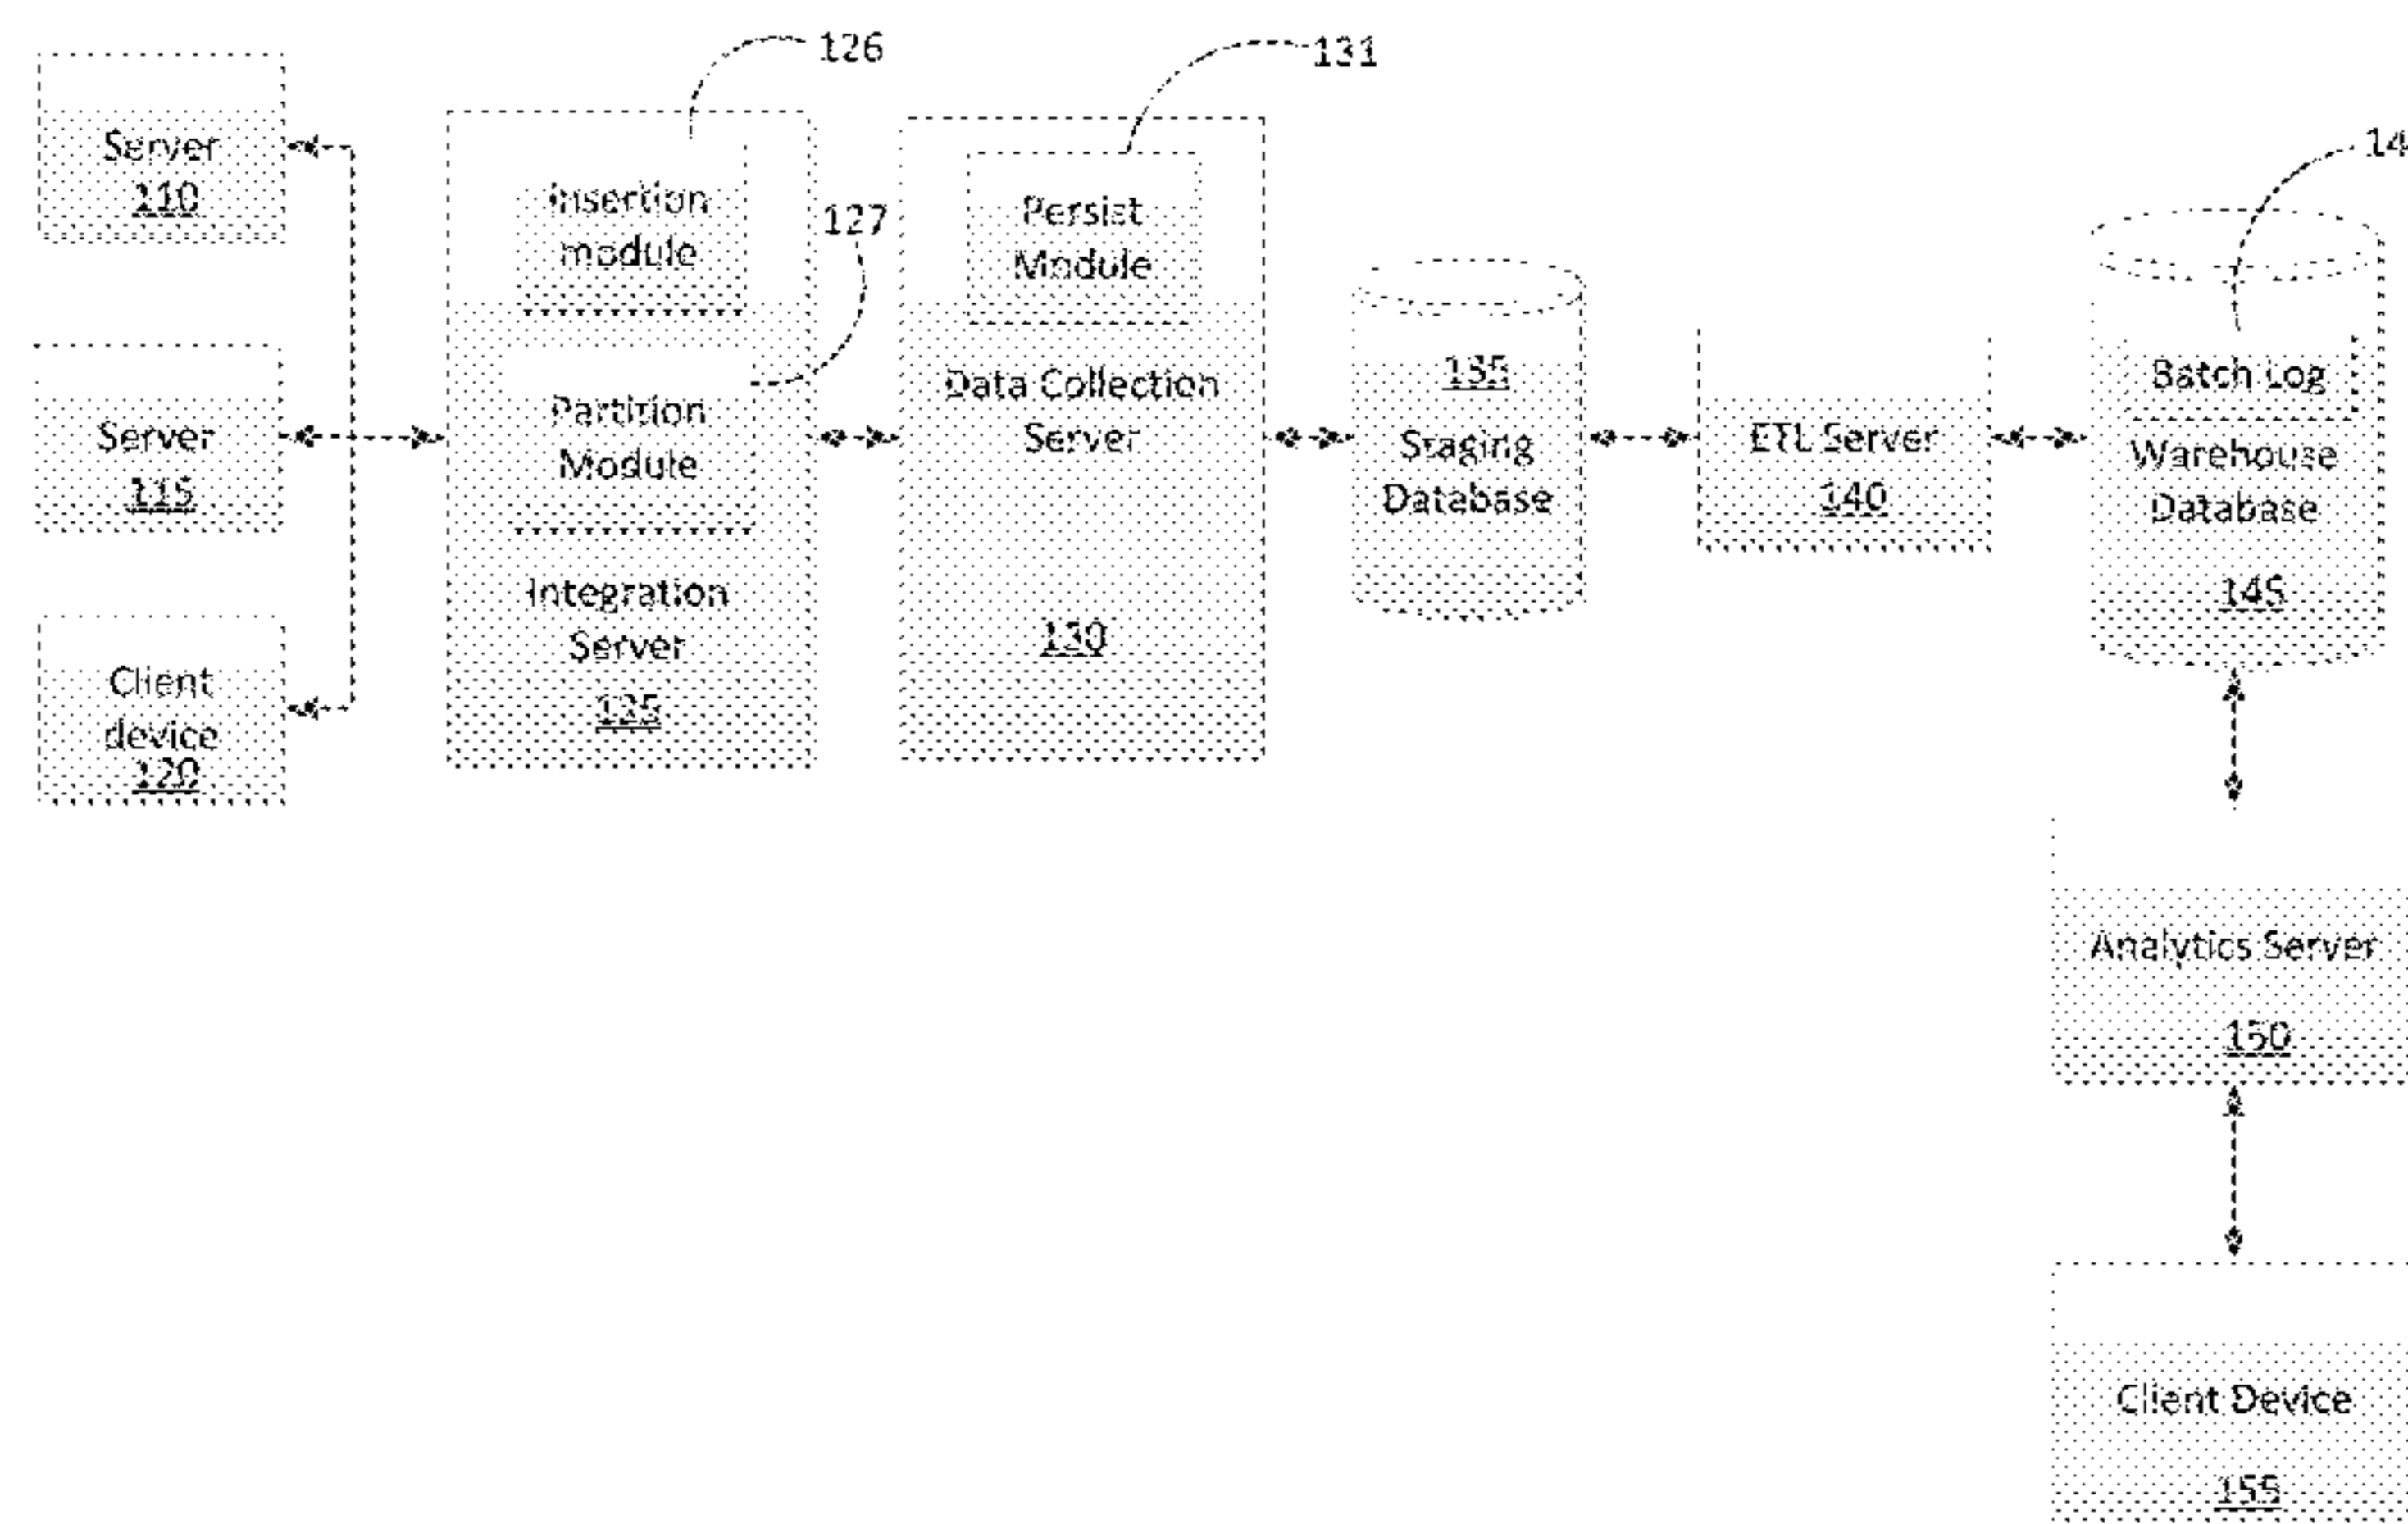 126
131
14
Server
110
Insertion
module
127
Persist
Module
Server
115
Partition
Module
Data Collection
Server
135
Staging
Database
ETL Server
140
Batch Log
Warehouse
Database
145
Integration
Server
125
130
Client
device
120
Analytics Server
150
Client Device
155